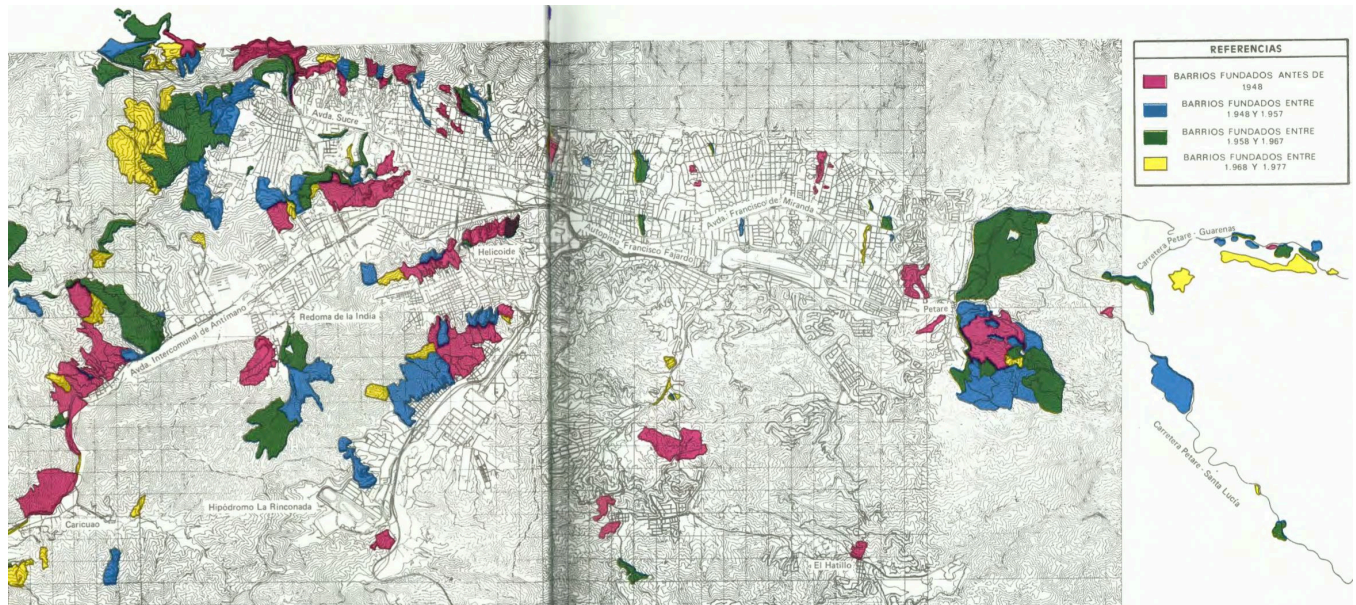 REFERENCIAS
BARRIOS FUNDADOS ANTES DE
1948
BARRIOS FUNDADOS ENTRE
1.948 Y 1.957
BARRIOS FUNDADOS ENTRE
1.958 Y 1.967
BARRIOS FUNDADOS ENTRE
1.968 Y 1.977
Avda. Sucre
Avda. Francisco de Miranda
Autopista Francisco Fajardo
Helicoide
Carretera Petare - Guarenas
Petare
Redoma de la India
Avda. Intercomunal de Antímano
Carretera Petare - Santa Lucía
Hipódromo La Rinconada
Caricuao
El Hatillo